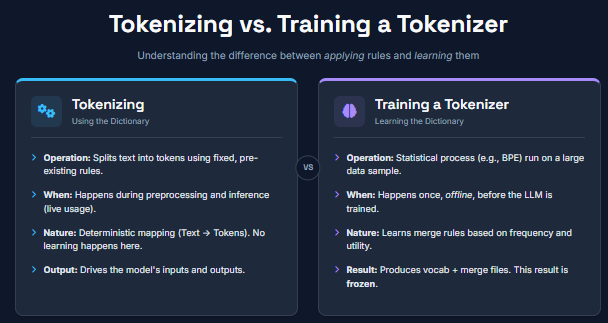 Tokenizing vs. Training a Tokenizer
Understanding the difference between applying rules and learning them
Tokenizing
Using the Dictionary
Operation: Splits text into tokens using fixed, pre-
existing rules.
When: Happens during preprocessing and inference
(live usage).
Nature: Deterministic mapping (Text → Tokens). No
learning happens here.
Output: Drives the model's inputs and outputs.
VS
Training a Tokenizer
Learning the Dictionary
Operation: Statistical process (e.g., BPE) run on a large
data sample.
When: Happens once, offline, before the LLM is
trained.
Nature: Learns merge rules based on frequency and
utility.
Result: Produces vocab + merge files. This result is
frozen.